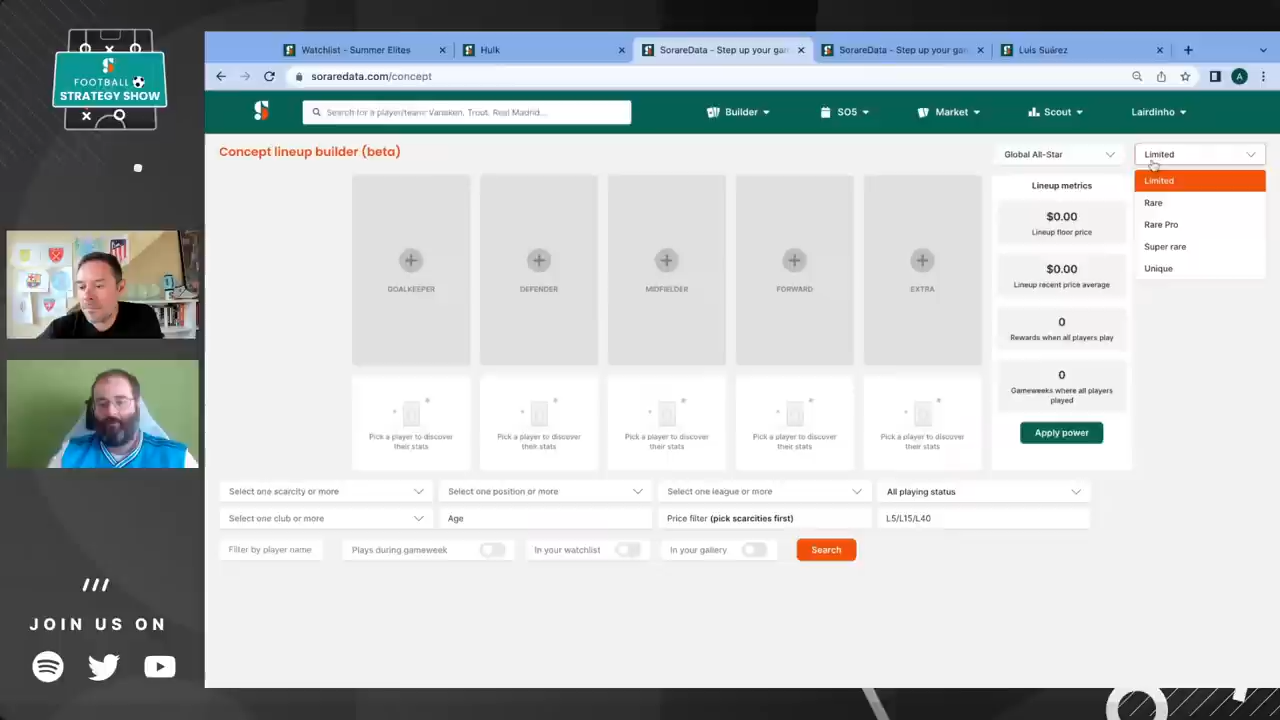 FOOTBALL
STRATEGY SHOW
JOIN US ON
Watchlist - Summer Elites
Hulk
SorareData - Step up your gam
SorareData - Step up your gam
Luis Suárez
soraredata.com/concept
A
Search for a player/team: Vanaken, Trout, Real Madrid...
Builder
SO5
Market
Scout
Lairdinho
Concept lineup builder (beta)
Global All-Star
Limited
Limited
Rare
Rare Pro
Super rare
Unique
GOALKEEPER
DEFENDER
MIDFIELDER
FORWARD
EXTRA
Lineup metrics
$0.00
Lineup floor price
$0.00
Lineup recent price average
0
Rewards when all players play
0
Gameweeks where all players
played
Apply power
Pick a player to discover
their stats
Pick a player to discover
their stats
Pick a player to discover
their stats
Pick a player to discover
their stats
Pick a player to discover
their stats
Select one scarcity or more
Select one position or more
Select one league or more
All playing status
Select one club or more
Age
Price filter (pick scarcities first)
L5/L15/L40
Filter by player name
Plays during gameweek
In your watchlist
In your gallery
Search